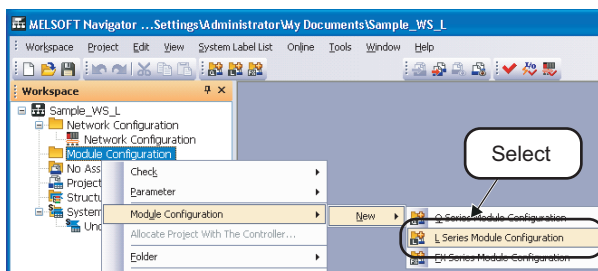 MELSOFT Navigator ...Settings\Administrator\My Documents\Sample_WS_L
Workspace Project Edit View System Label List Online Tools Window Help
Workspace
Sample_WS_L
Network Configuration
Network Configuration
Module Configuration
No Ass
Project
Structu
System
Unc
Check
Parameter
Module Configuration
Allocate Project With The Controller...
Folder
New
Q Series Module Configuration
L Series Module Configuration
FX Series Module Configuration
Select